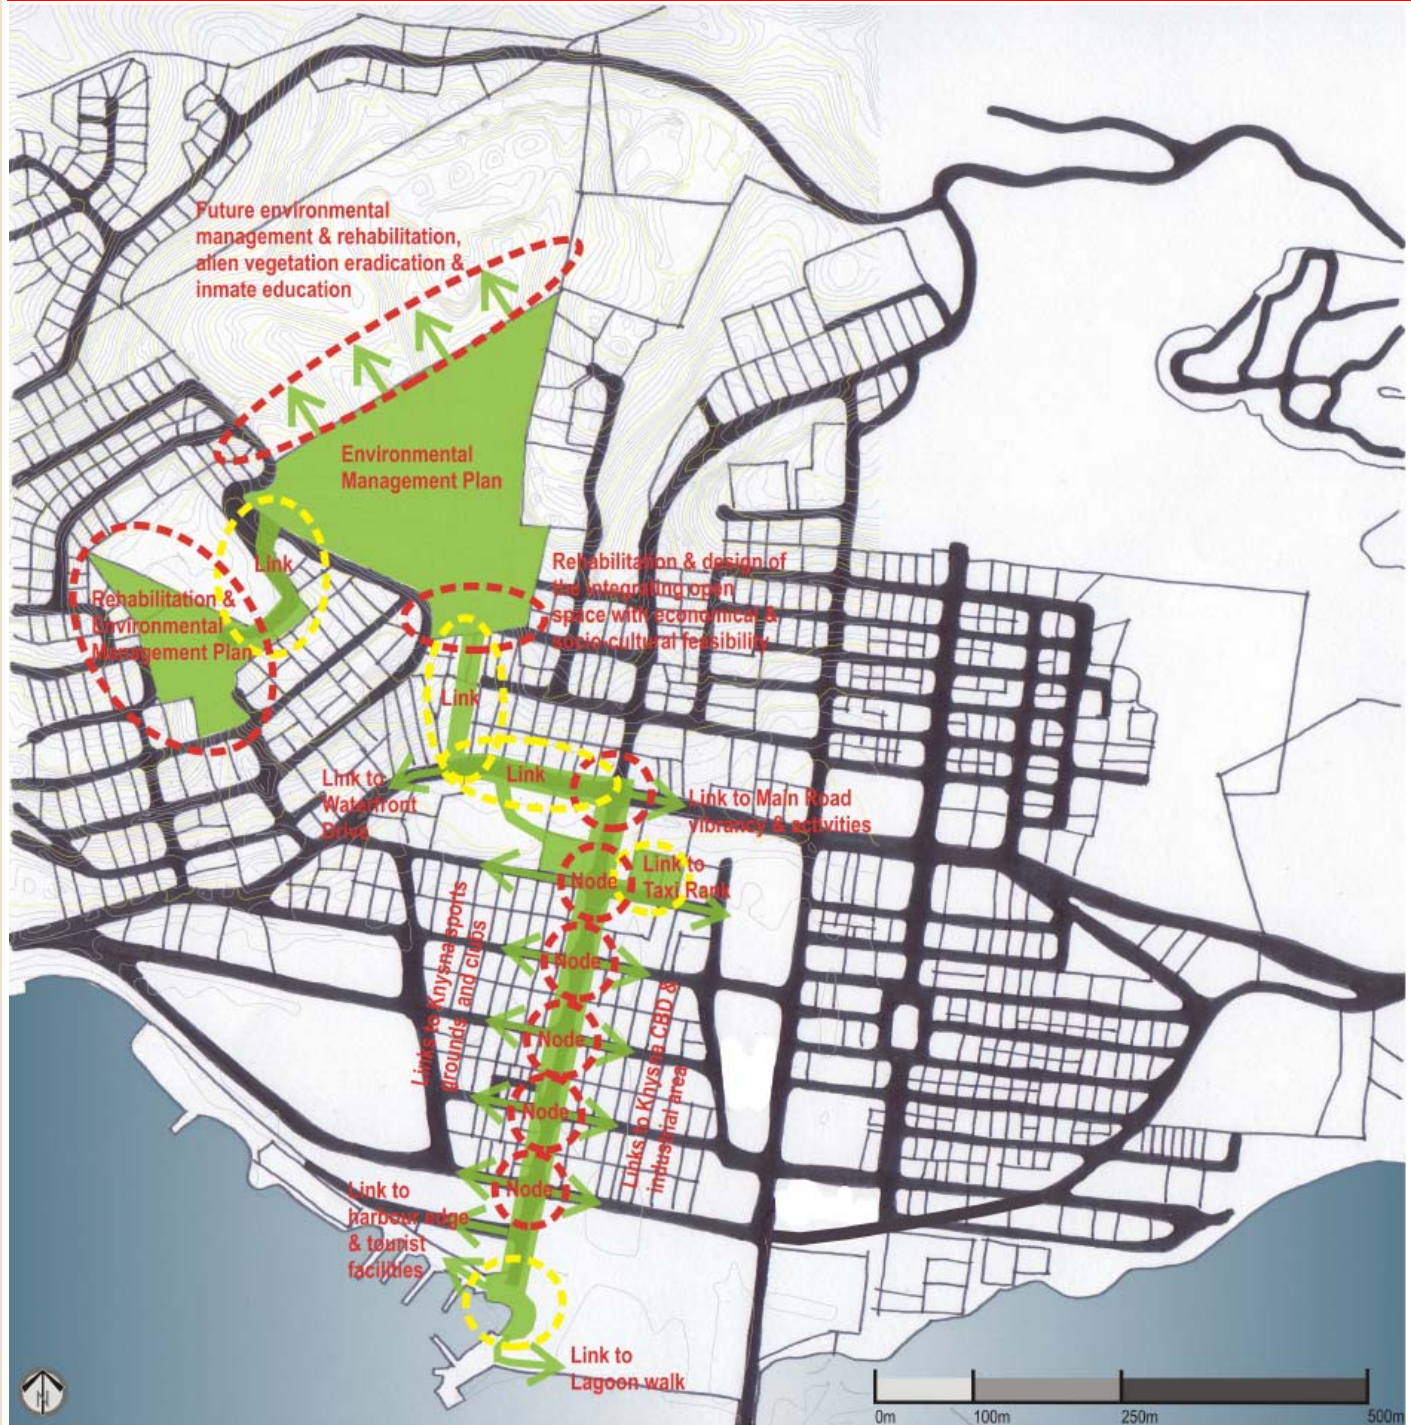 Future environmental
management & rehabilitation,
alien vegetation eradication &
inmate education
Environmental
Management Plan
Link
Rehabilitation &
Environmental
Management Plan
Rehabilitation & design of
the integrating open
space with economical &
socio-cultural feasibility
Link
Link
Link to
Waterfront
Drive
Link to Main Road
vibrancy & activities
Node
Link to
Taxi Rank
Links to Knysna sports
grounds and clubs
Node
Node
Links to Knysna CBD &
industrial area
Node
Node
Link to
harbour edge
& tourist
facilities
Link to
Lagoon walk
N
0m
100m
250m
500m